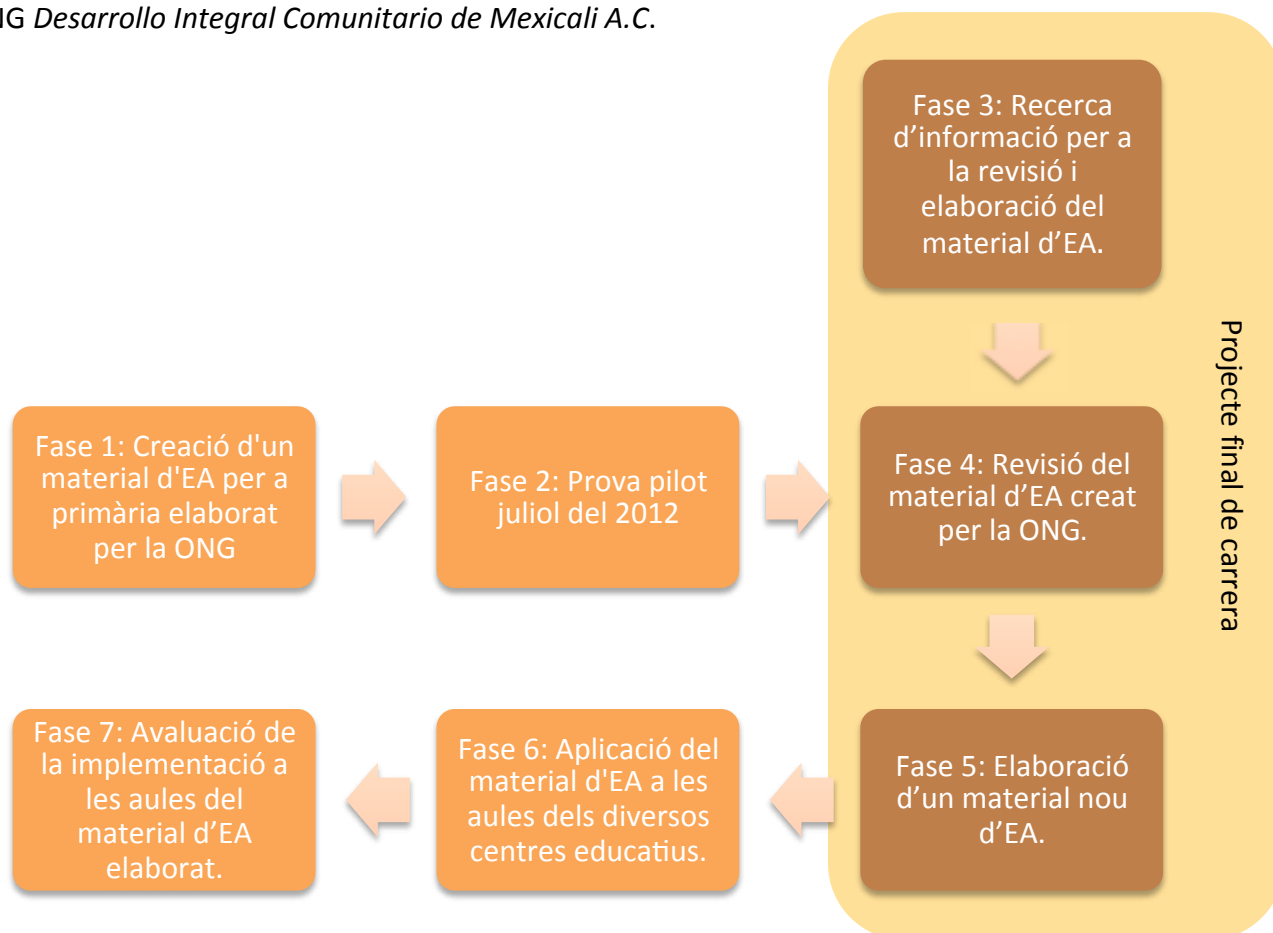 NG Desarrollo Integral Comunitario de Mexicali A.C.
Fase 3: Recerca
d’informació per a
la revisió i
elaboració del
material d’EA.
Projecte final de carrera
Fase 1: Creació d'un
material d'EA per a
primària elaborat
per la ONG
Fase 2: Prova pilot
juliol del 2012
Fase 4: Revisió del
material d’EA creat
per la ONG.
Fase 7: Avaluació de
la implementació a
les aules del
material d’EA
elaborat.
Fase 6: Aplicació del
material d'EA a les
aules dels diversos
centres educatius.
Fase 5: Elaboració
d’un material nou
d’EA.